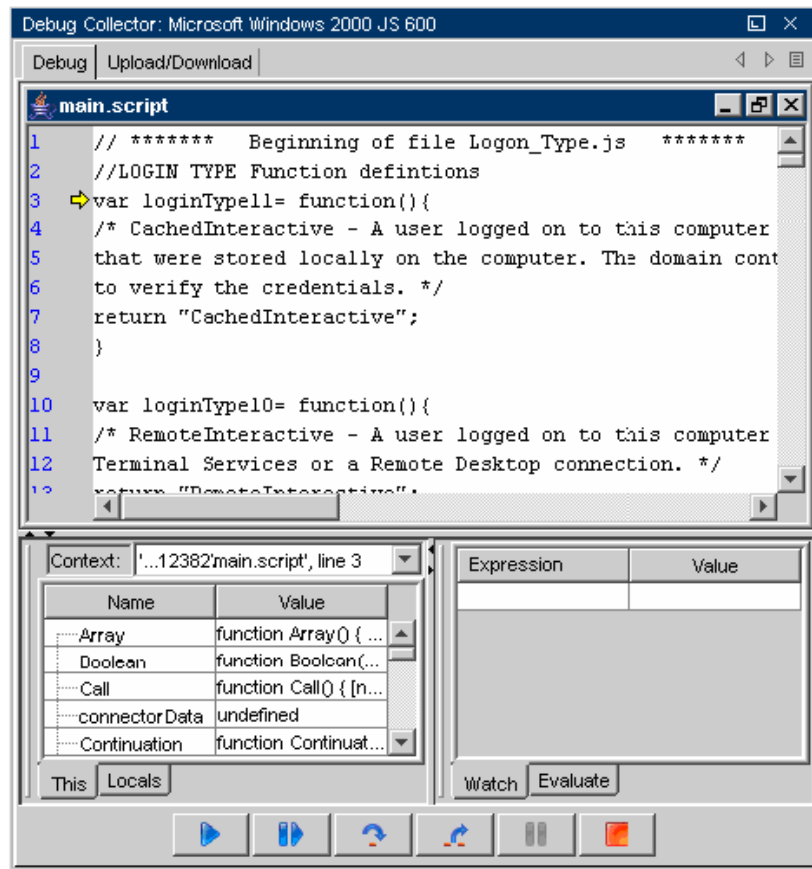 Debug Collector: Microsoft Windows 2000 JS 600
Debug Upload/Download
main.script
1 // ******* Beginning of file Logon_Type.js *******
2 //LOGIN TYPE Function defintions
3 var loginType11= function(){
4 /* CachedInteractive - A user logged on to this computer
5 that were stored locally on the computer. The domain cont
6 to verify the credentials. */
7 return "CachedInteractive";
8 }
9
10 var loginType10= function(){
11 /* RemoteInteractive - A user logged on to this computer
12 Terminal Services or a Remote Desktop connection. */
13 return "RemoteInteractive";
Context: '...12382'main.script', line 3
Name Value
Array function Array() { ...
Boolean function Boolean(...
Call function Call() { [n...
connectorData undefined
Continuation function Continuat...
This Locals
Expression Value
Watch Evaluate